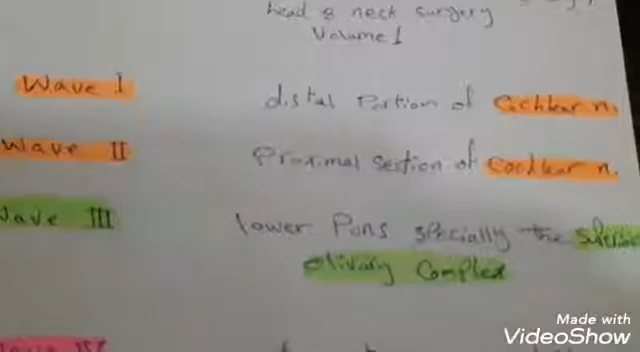 head & neck surgery
Volume 1
Wave I distal Portion of Cochlear n.
Wave II Proximal section of Cochlear n.
Wave III lower Pons specially the
olivary Complex
Made with
VideoShow